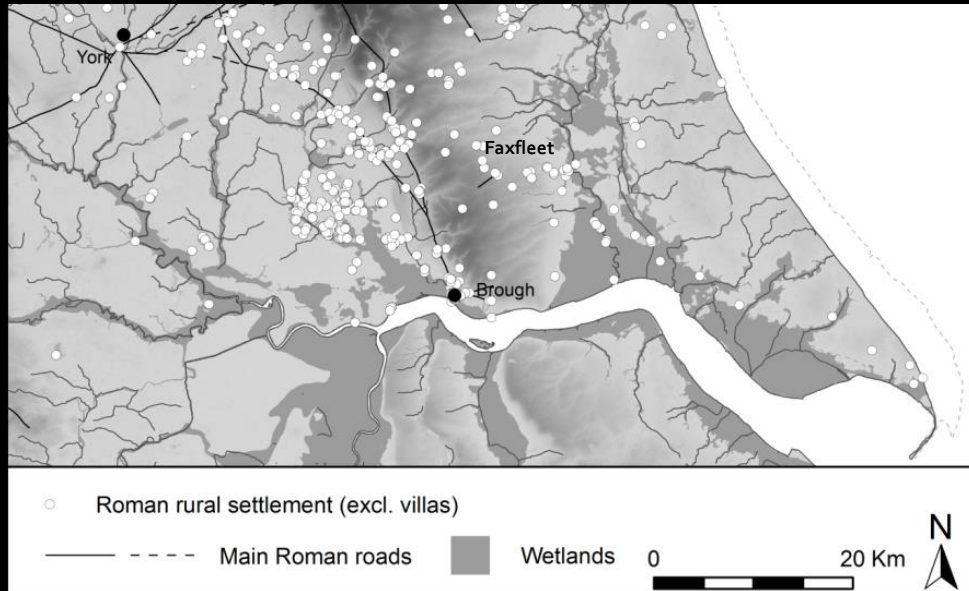 York
Faxfleet
Brough
Roman rural settlement (excl. villas)
Main Roman roads
Wetlands
0
20 Km
N